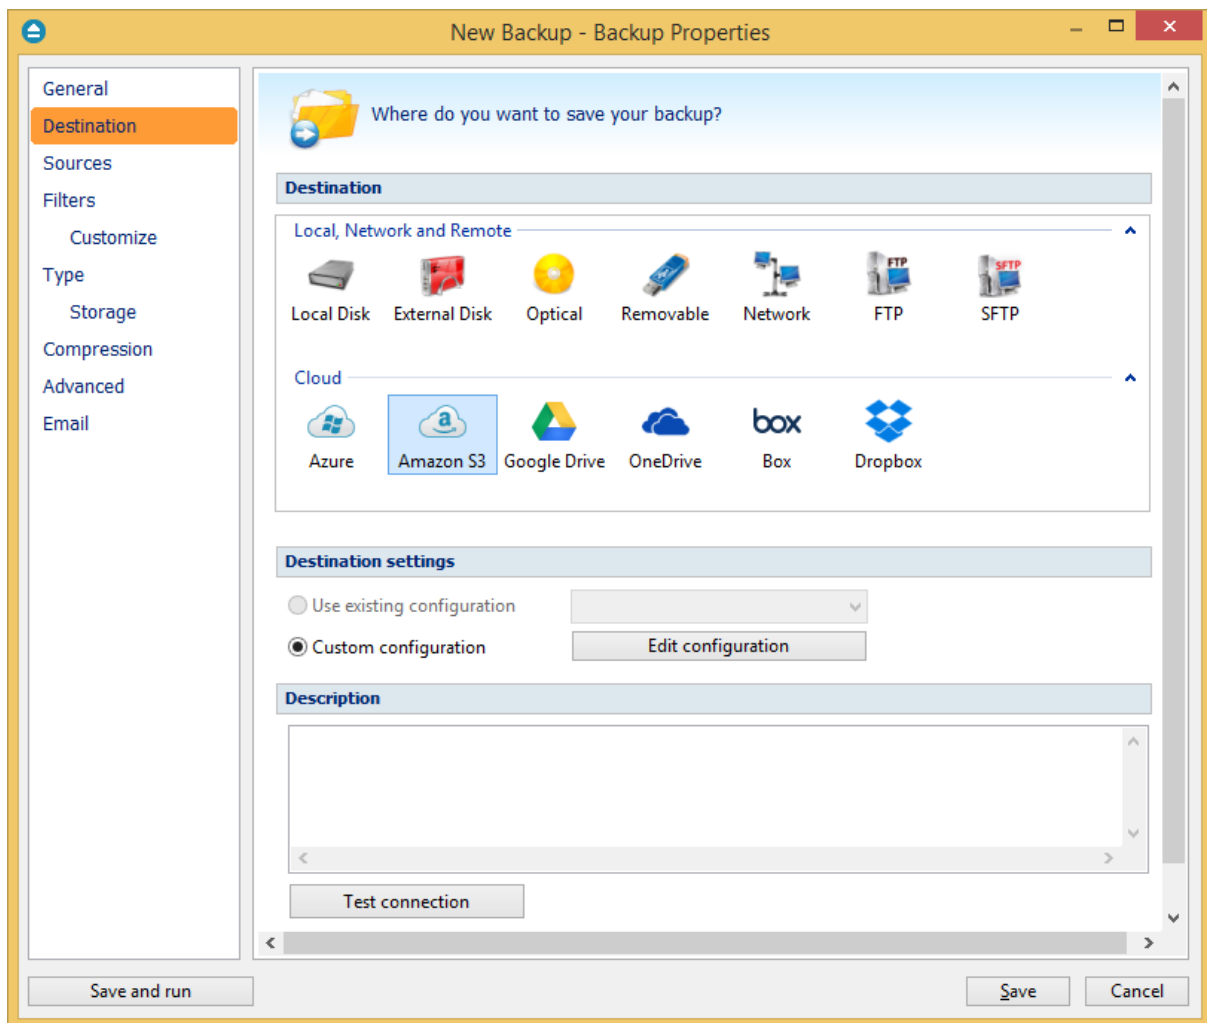 New Backup - Backup Properties
General
Destination
Sources
Filters
Customize
Type
Storage
Compression
Advanced
Email
Where do you want to save your backup?
Destination
Local, Network and Remote
FTP
SFTP
Local Disk External Disk Optical Removable Network FTP SFTP
Cloud
a
box
Azure Amazon S3 Google Drive OneDrive Box Dropbox
Destination settings
Use existing configuration
Custom configuration Edit configuration
Description
Test connection
Save and run Save Cancel